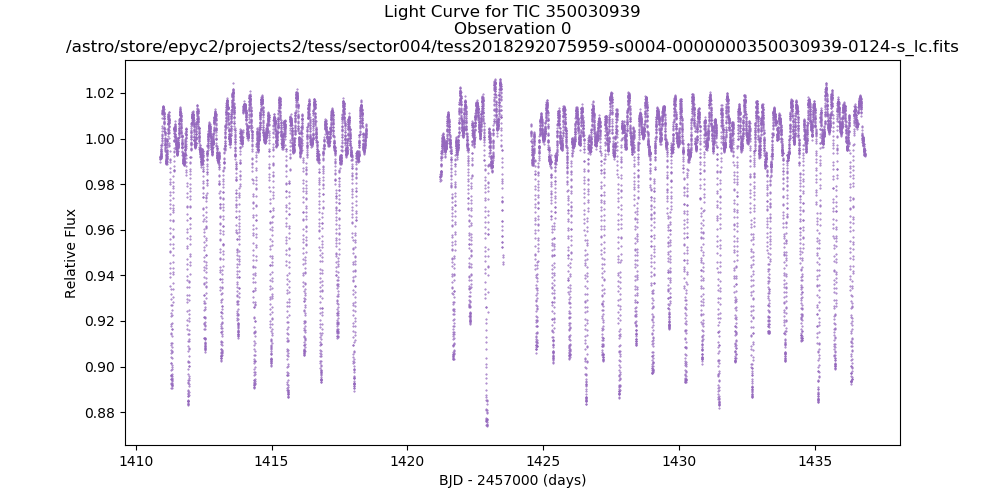 Light Curve for TIC 350030939
Observation 0
/astro/store/epyc2/projects2/tess/sector004/tess2018292075959-s0004-0000000350030939-0124-s_lc.fits
1.02
1.00
0.98
0.96
0.94
0.92
0.90
0.88
Relative Flux
1410
1415
1420
1425
1430
1435
BJD - 2457000 (days)